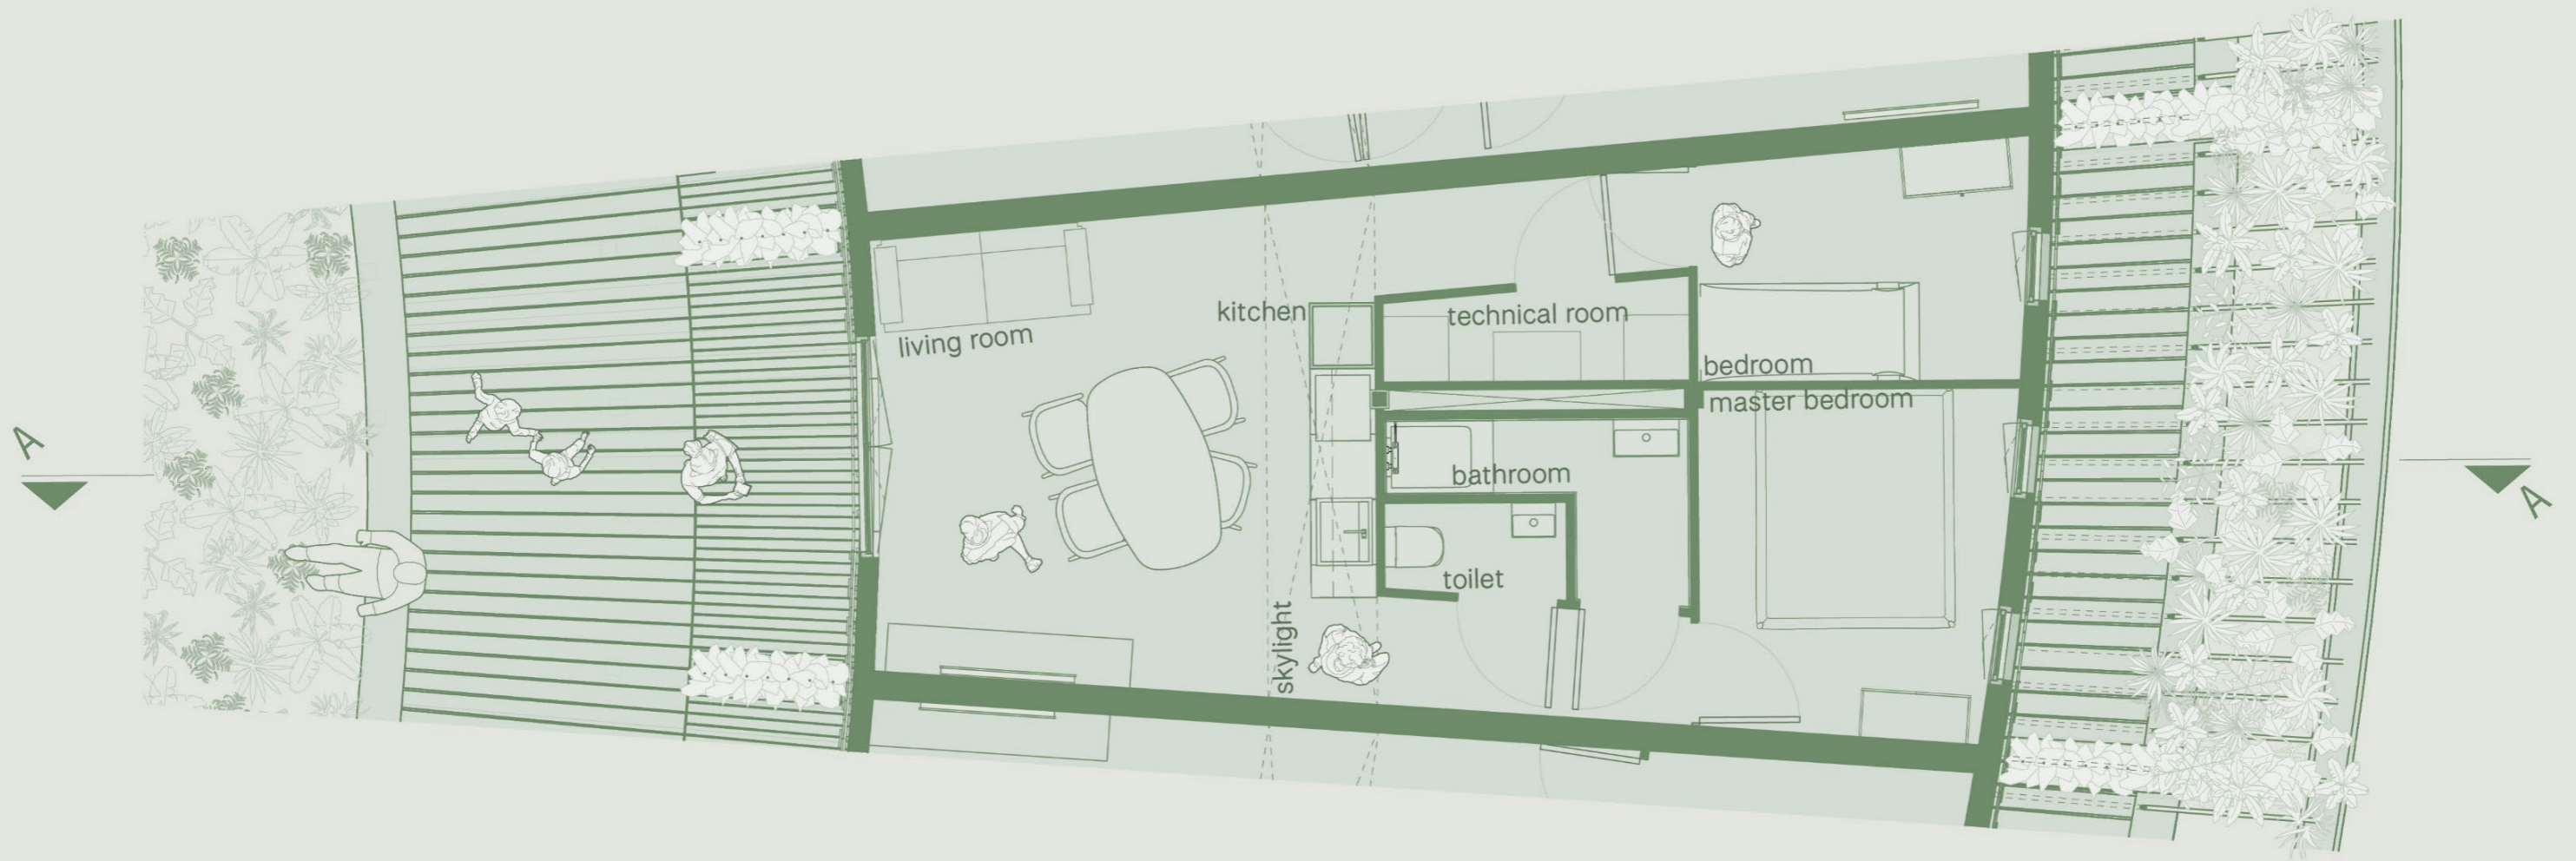 A
living room
kitchen
skylight
technical room
bathroom
toilet
bedroom
master bedroom
A